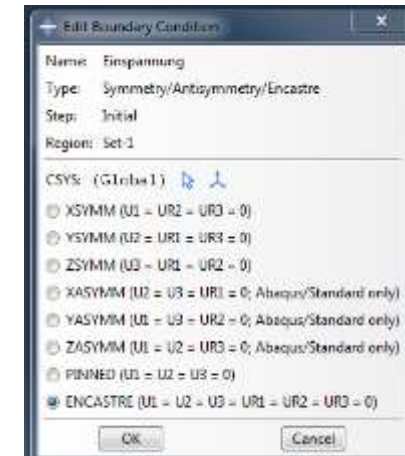 Edit Boundary Condition
Name: Einspannung
Type: Symmetry/Antisymmetry/Encastre
Step: Initial
Region: Set-1
CSYS: (Global)
XSYMM (U1 = UR2 = UR3 = 0)
YSYMM (U2 = UR1 = UR3 = 0)
ZSYMM (U3 = UR1 = UR2 = 0)
XASYMM (U2 = U3 = UR1 = 0; Abaqus/Standard only)
YASYMM (U1 = U3 = UR2 = 0; Abaqus/Standard only)
ZASYMM (U1 = U2 = UR3 = 0; Abaqus/Standard only)
PINNED (U1 = U2 = U3 = 0)
ENCASTRE (U1 = U2 = U3 = UR1 = UR2 = UR3 = 0)
OK Cancel